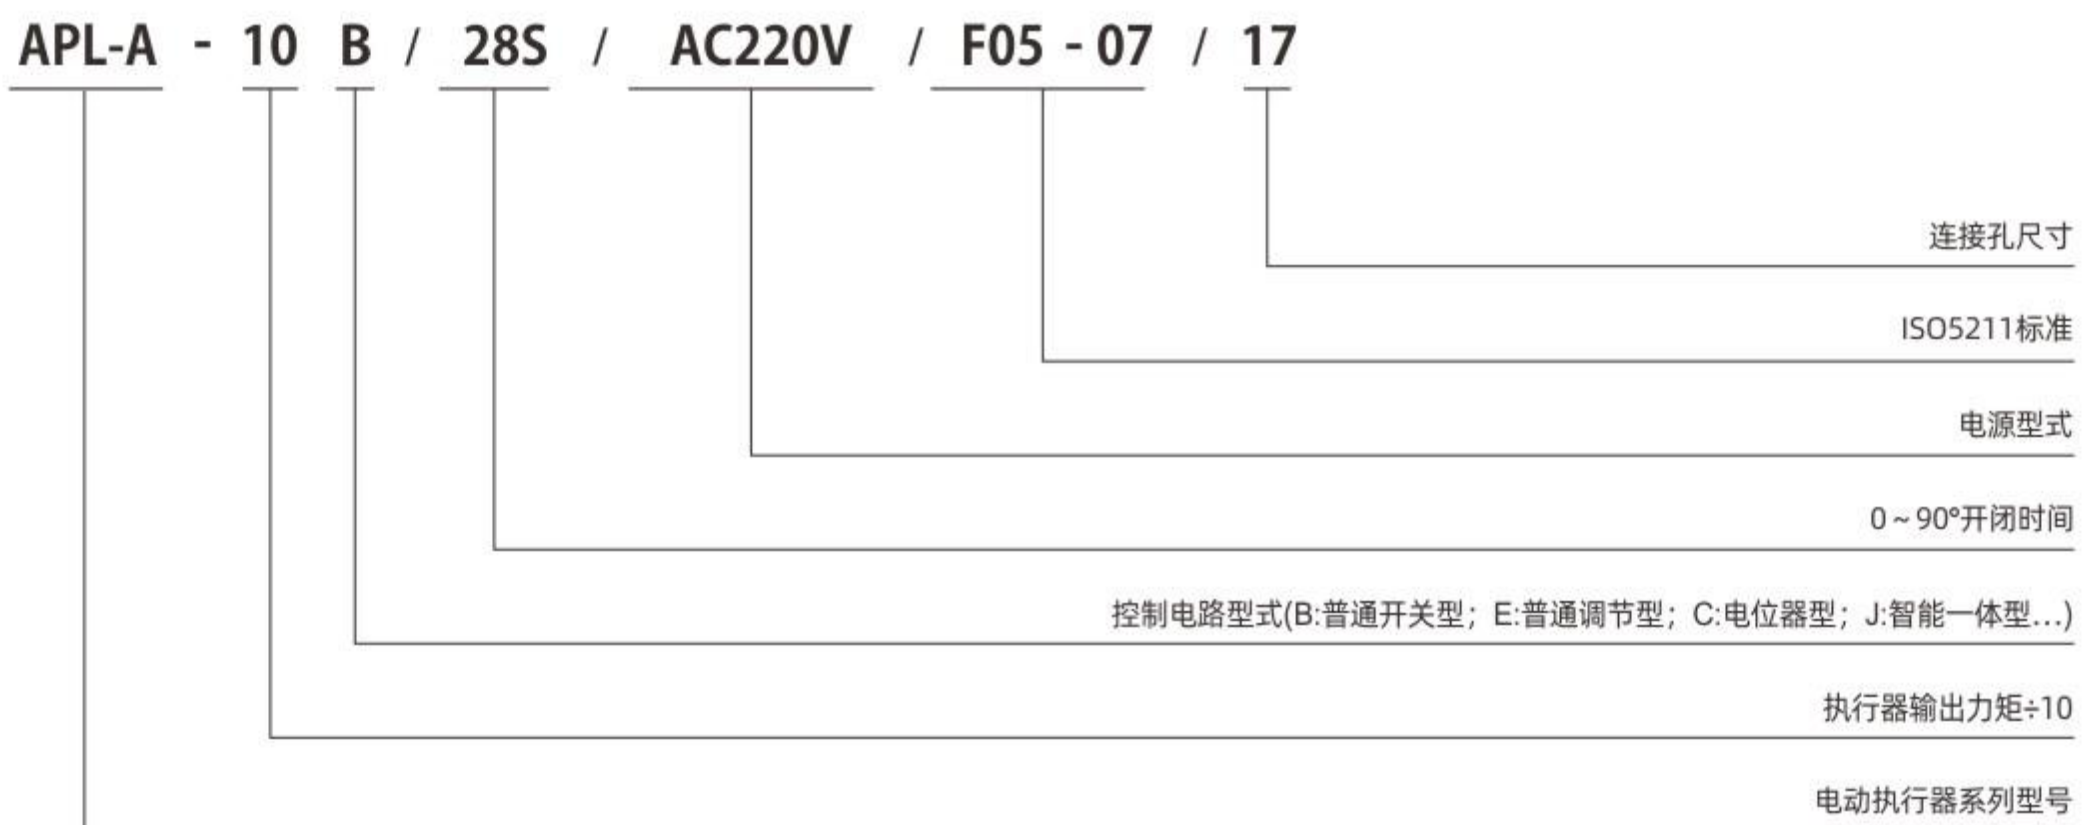 APL-A - 10 B / 28S / AC220V / F05 - 07 / 17
连接孔尺寸
ISO5211标准
电源型式
0~90°开闭时间
控制电路型式(B:普通开关型；E:普通调节型；C:电位器型；J:智能一体型...)
执行器输出力矩÷10
电动执行器系列型号